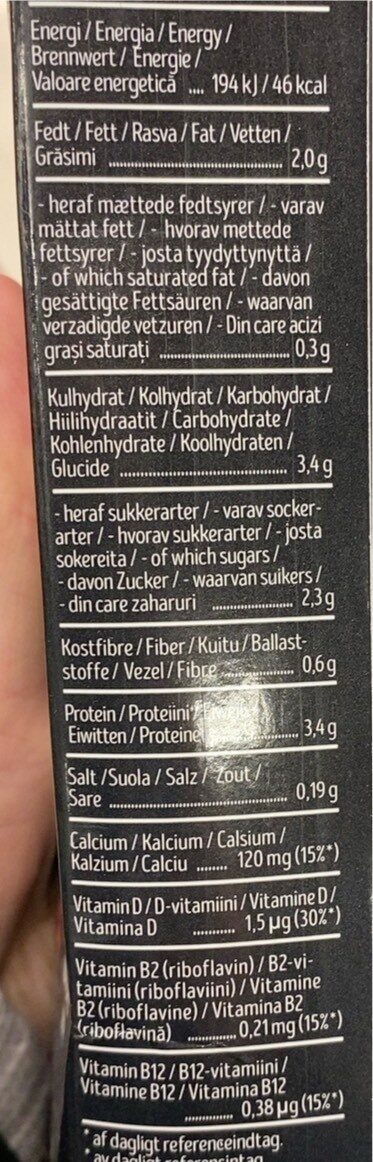 Energi / Energia / Energy /
Brennwert / Énergie /
Valoare energetică .... 194 kJ / 46 kcal
Fedt / Fett / Rasva / Fat / Vetten /
Grăsimi .......... 2,0 g
- heraf mættede fedtsyrer / - varav
mättat fett / - hvorav mettede
fettsyrer / - josta tyydyttynyttä /
- of which saturated fat / - davon
gesättigte Fettsäuren / - waarvan
verzadigde vetzuren / - Din care acizi
grași saturați .......... 0,3 g
Kulhydrat / Kolhydrat / Karbohydrat /
Hiilihydraatit / Carbohydrate /
Kohlenhydrate / Koolhydraten /
Glucide .......... 3,4 g
- heraf sukkerarter / - varav socker-
arter / - hvorav sukkerarter / - josta
sokereita / - of which sugars /
- davon Zucker / - waarvan suikers /
- din care zaharuri .......... 2,3 g
Kostfibre / Fiber / Kuitu / Ballast-
stoffe / Vezel / Fibre .......... 0,6 g
Protein / Proteiini /
Eiwitten / Proteine .......... 3,4 g
Salt / Suola / Salz / Zout /
Sare .......... 0,19 g
Calcium / Kalcium / Calsium /
Kalzium / Calciu ........ 120 mg (15%*)
Vitamin D / D-vitamiini / Vitamine D /
Vitamina D .......... 1,5 µg (30%*)
Vitamin B2 (riboflavin) / B2-vi-
tamiini (riboflaviini) / Vitamine
B2 (riboflavine) / Vitamina B2
(riboflavină) .......... 0,21 mg (15%*)
Vitamin B12 / B12-vitamiini /
Vitamine B12 / Vitamina B12
.......... 0,38 µg (15%*)
* af dagligt referenceindtag.
* av dagligt referensintag